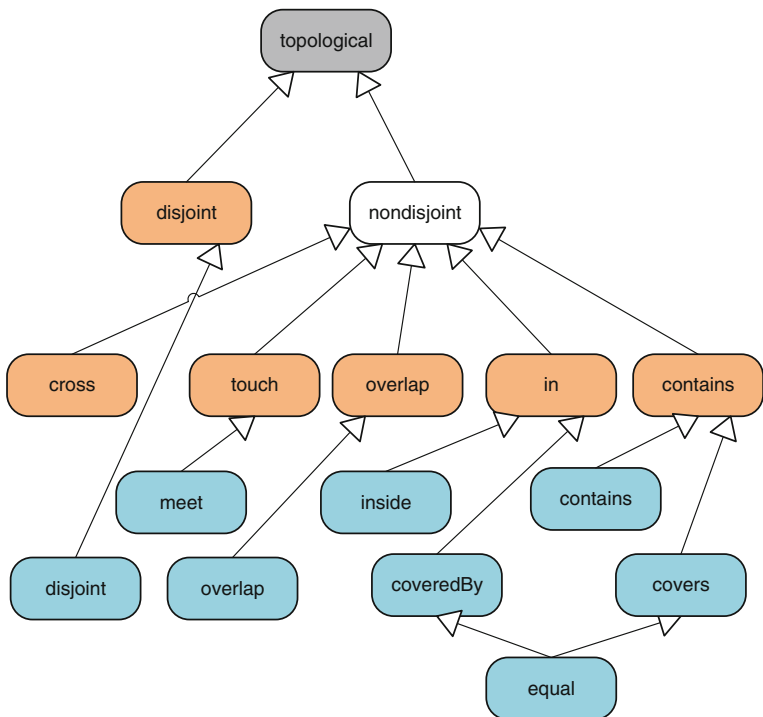 topological
disjoint
nondisjoint
cross
touch
overlap
in
contains
meet
inside
contains
disjoint
overlap
coveredBy
covers
equal